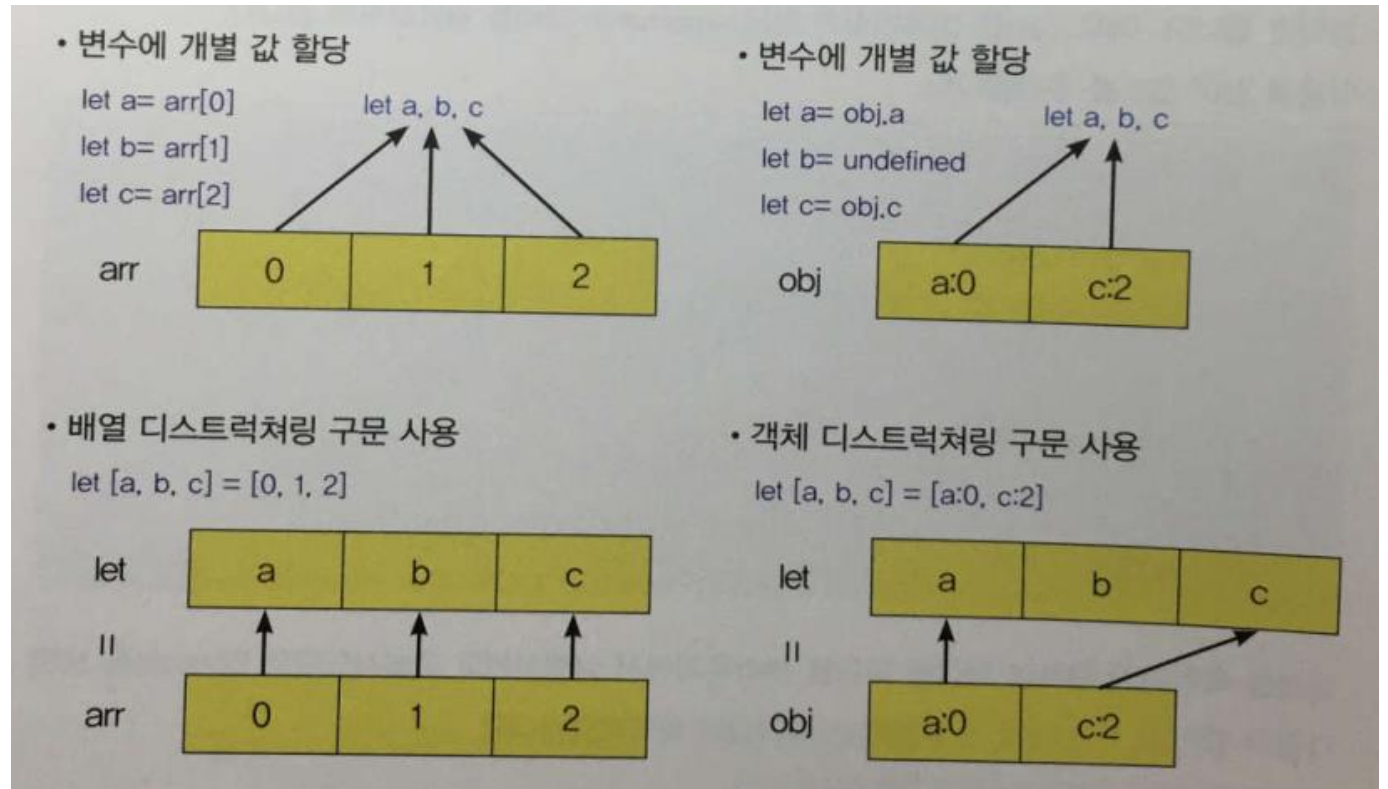 • 변수에 개별 값 할당
let a= arr[0]
let a, b, c
let b= arr[1]
let c= arr[2]
arr
0
1
2
• 변수에 개별 값 할당
let a= obj.a
let a, b, c
let b= undefined
let c= obj.c
obj
a:0
c:2
• 배열 디스트럭쳐링 구문 사용
let [a, b, c] = [0, 1, 2]
let
a
b
c
=
arr
0
1
2
• 객체 디스트럭쳐링 구문 사용
let [a, b, c] = [a:0, c:2]
let
a
b
c
=
obj
a:0
c:2